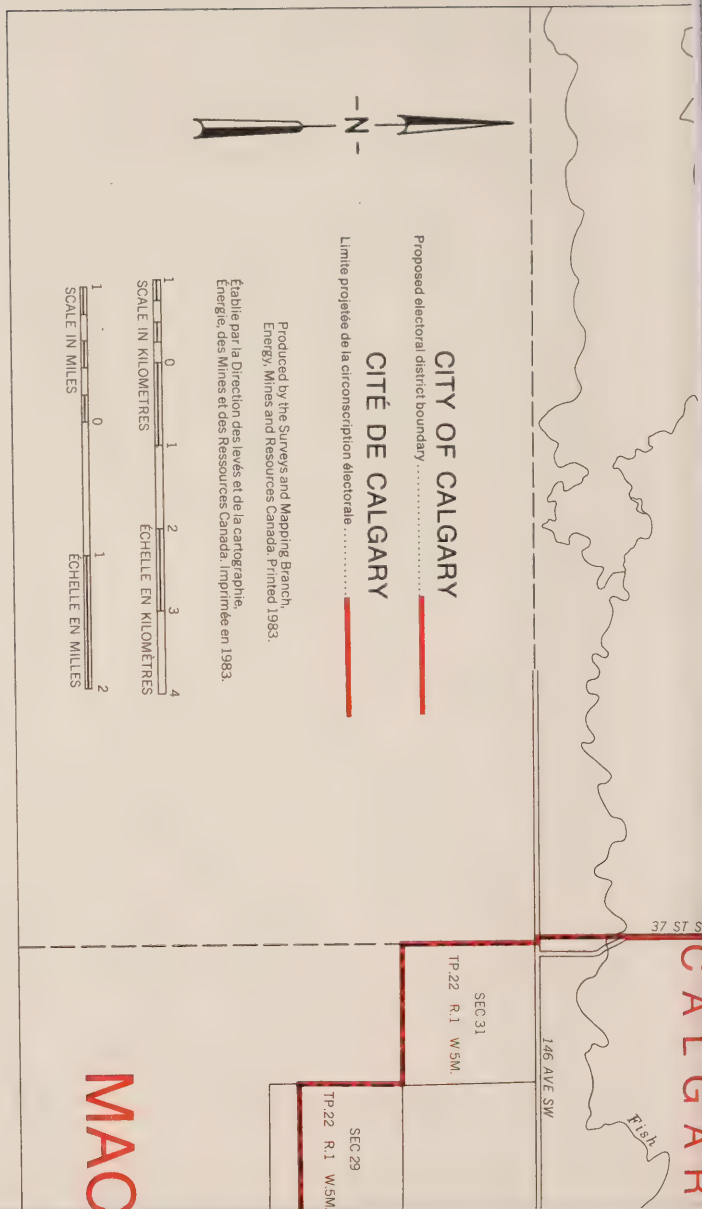 -N-
CITY OF CALGARY
Proposed electoral district boundary....................
CITÉ DE CALGARY
Limite projetée de la circonscription électorale............
Produced by the Surveys and Mapping Branch,
Energy, Mines and Resources Canada. Printed 1983.
Établie par la Direction des levés et de la cartographie,
Énergie, des Mines et des Ressources Canada. Imprimée en 1983.
1 0 1 2 3 4
SCALE IN KILOMETRES ÉCHELLE EN KILOMÈTRES
1 0 1 2
SCALE IN MILES ÉCHELLE EN MILLES
37 ST S
CALGAR
146 AVE SW
Fish
SEC 31
TP.22 R.1 W 5M.
SEC 29
TP.22 R.1 W.5M.
MAC